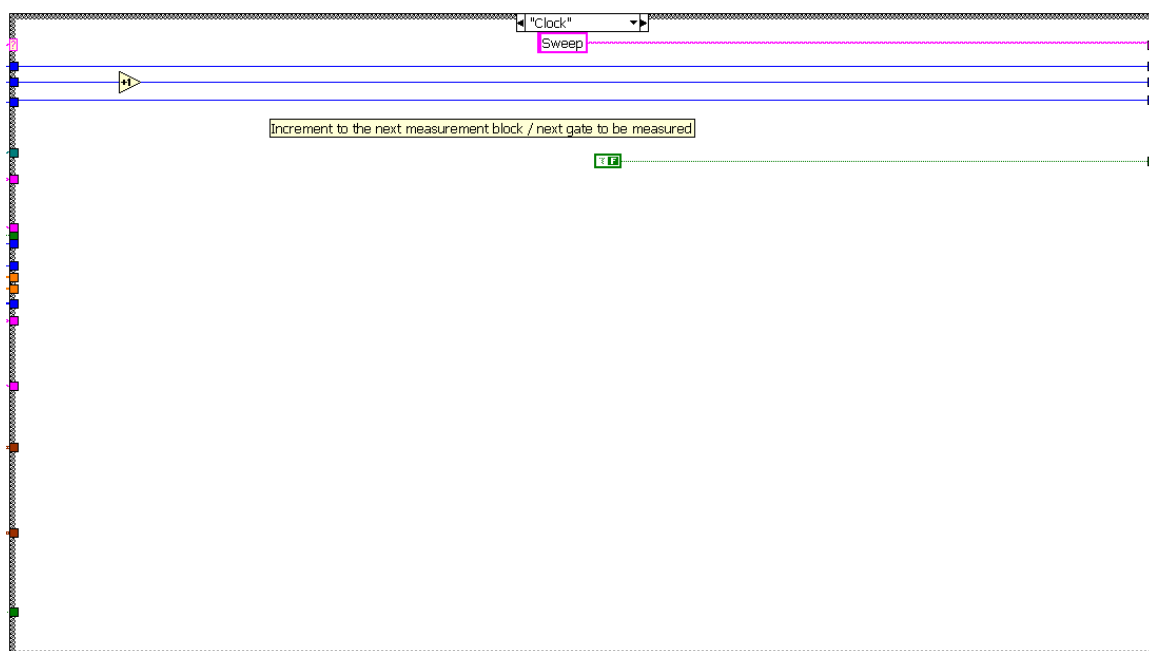 "Clock"
Sweep
+1
Increment to the next measurement block / next gate to be measured
F